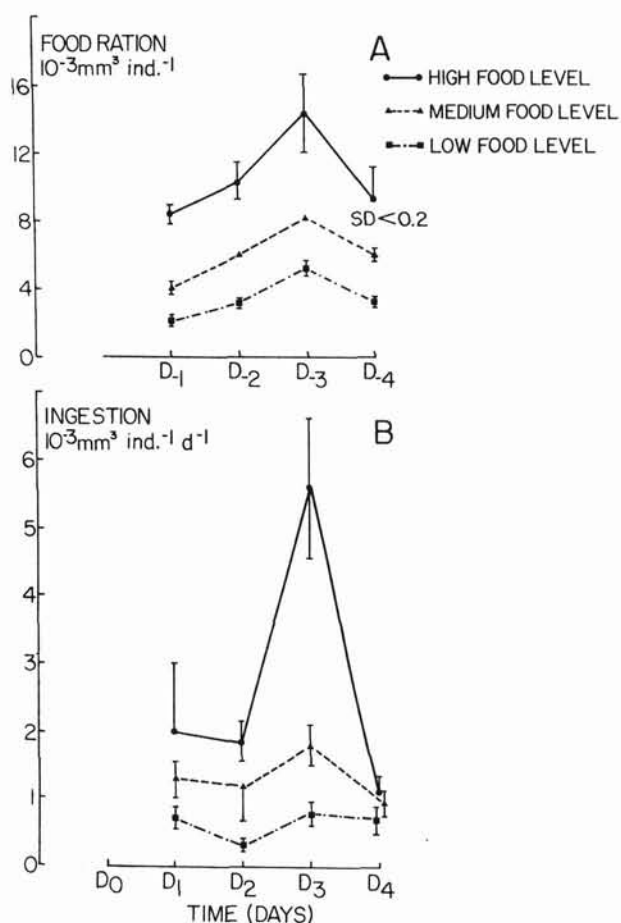 FOOD RATION
10-3mm3 ind.-1
A
HIGH FOOD LEVEL
MEDIUM FOOD LEVEL
LOW FOOD LEVEL
16
12
8
4
0
SD<0.2
D-1 D-2 D-3 D-4
INGESTION
10-3mm3 ind.-1 d-1
B
6
5
4
3
2
1
0
D0 D1 D2 D3 D4
TIME (DAYS)